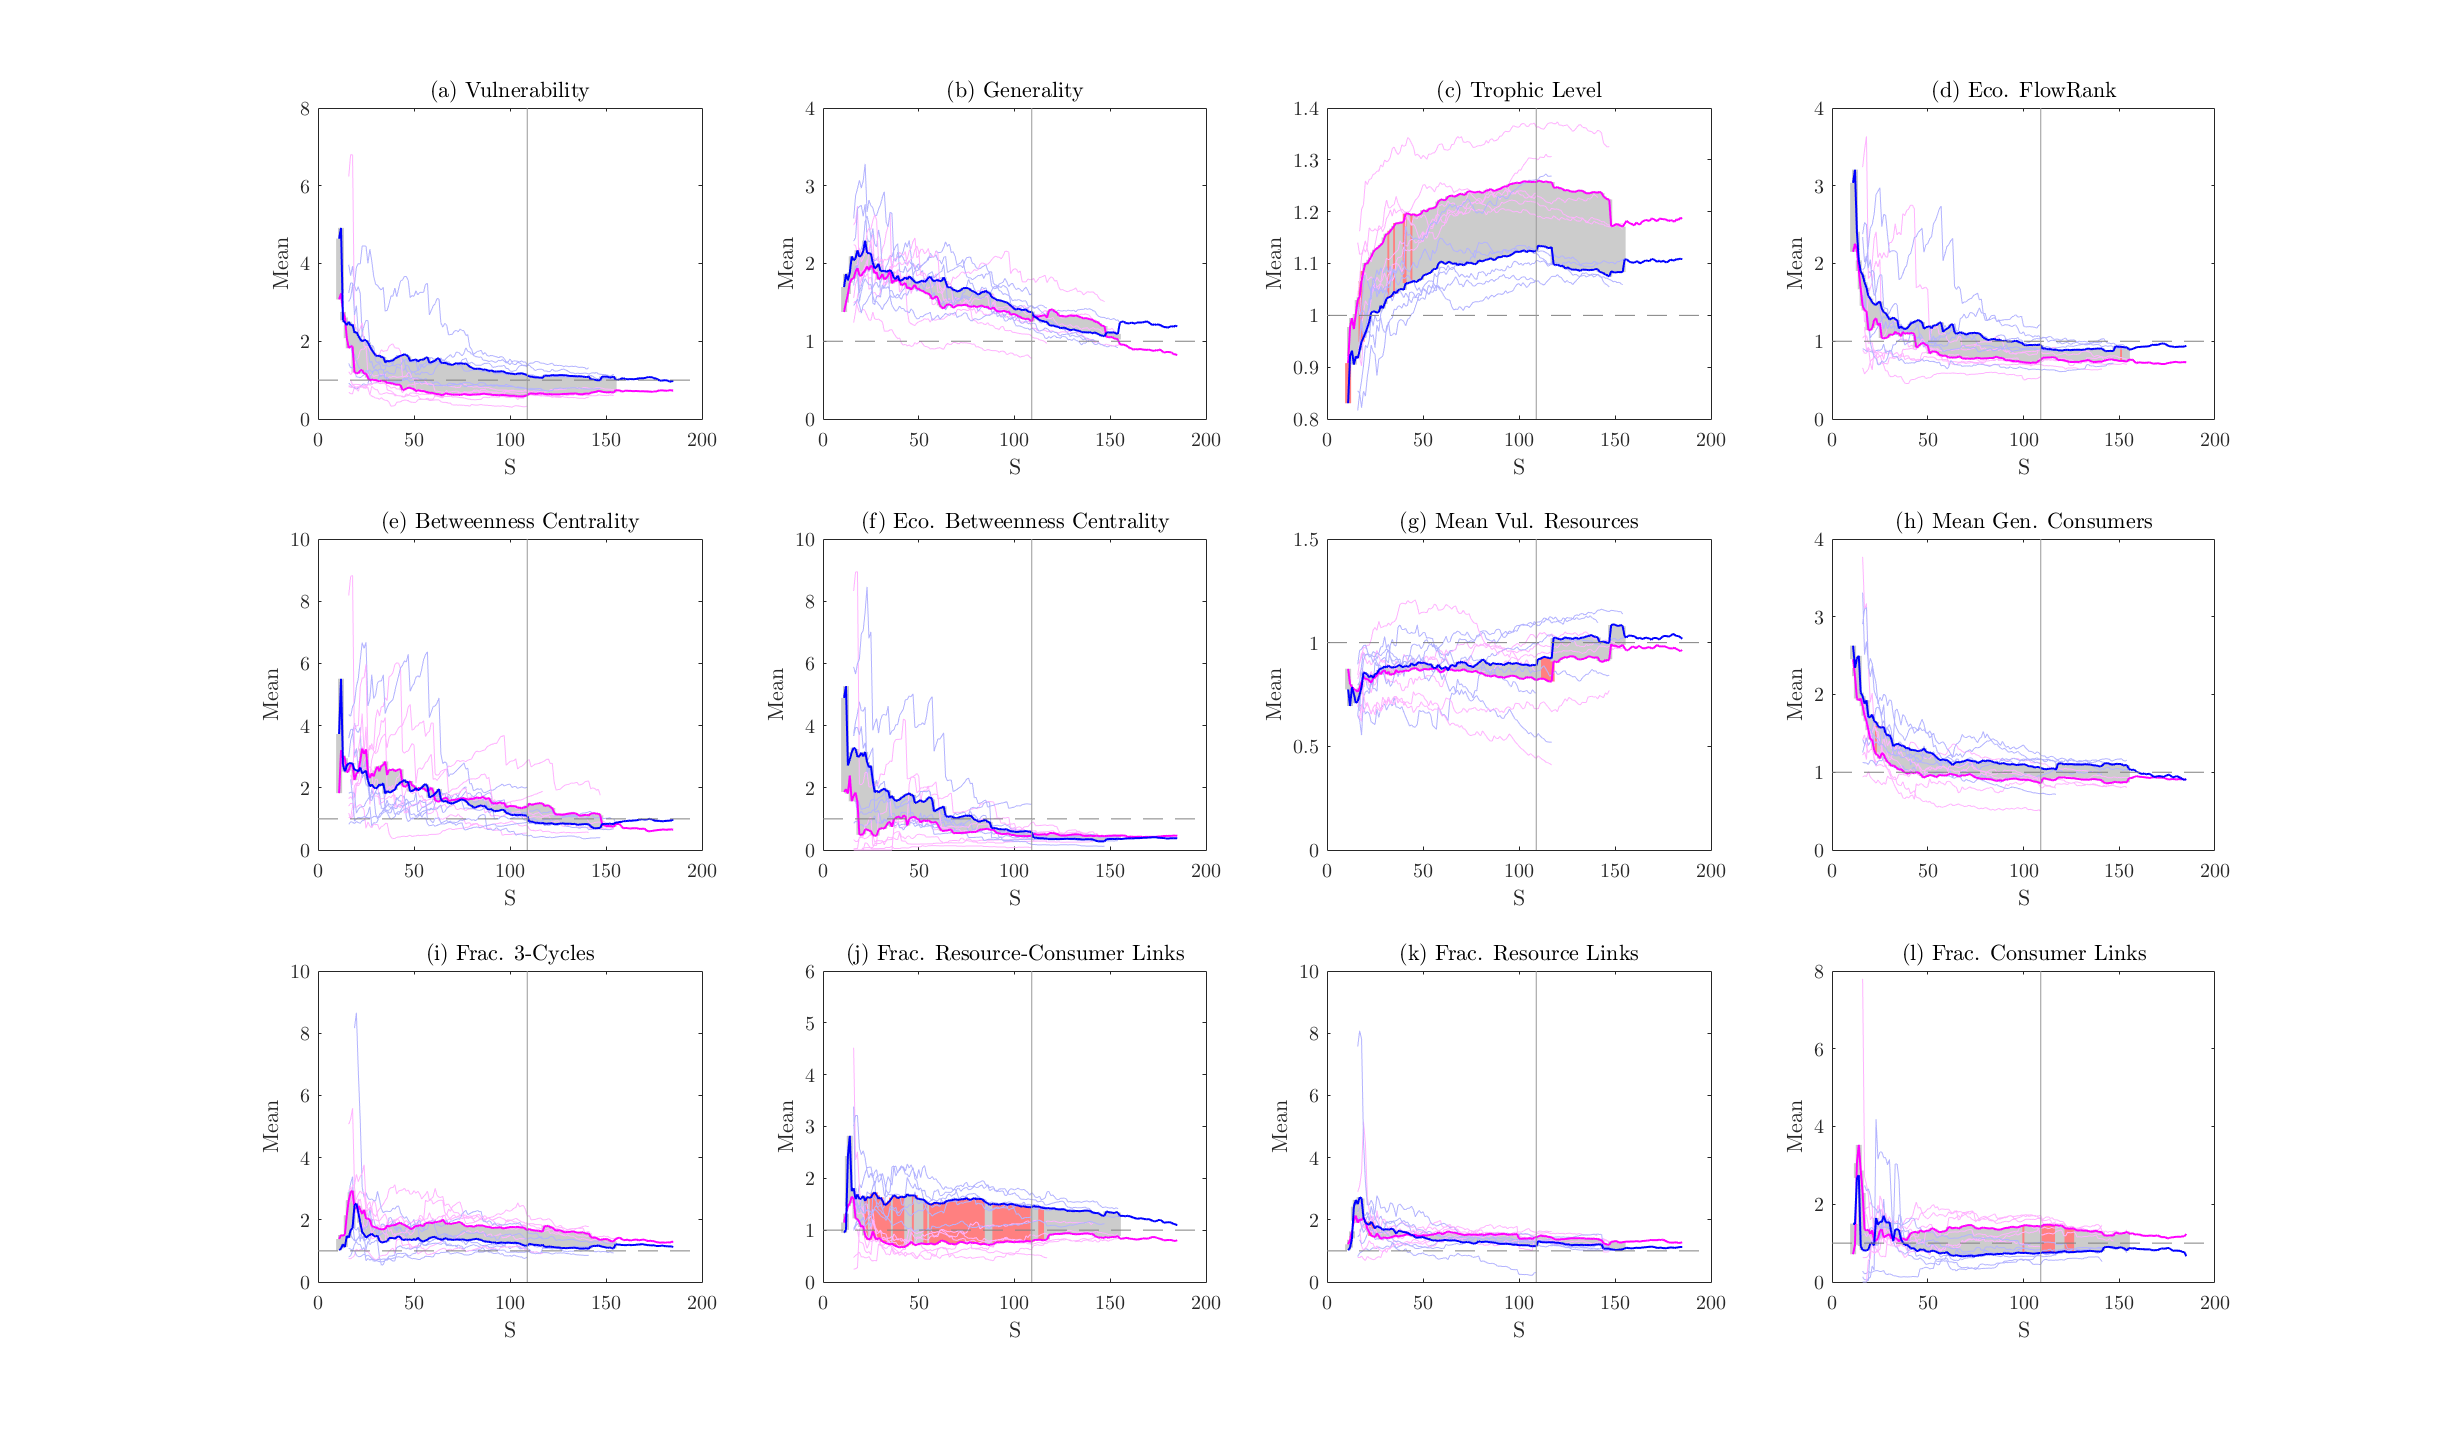 (a) Vulnerability
(b) Generality
(c) Trophic Level
(d) Eco. FlowRank
8
6
4
2
0
Mean
0 50 100 150 200
S
4
3
2
1
0
Mean
0 50 100 150 200
S
1.4
1.3
1.2
1.1
1
0.9
0.8
Mean
0 50 100 150 200
S
4
3
2
1
0
Mean
0 50 100 150 200
S
(e) Betweenness Centrality
(f) Eco. Betweenness Centrality
(g) Mean Vul. Resources
(h) Mean Gen. Consumers
10
8
6
4
2
0
Mean
0 50 100 150 200
S
10
8
6
4
2
0
Mean
0 50 100 150 200
S
1.5
1
0.5
0
Mean
0 50 100 150 200
S
4
3
2
1
0
Mean
0 50 100 150 200
S
(i) Frac. 3-Cycles
(j) Frac. Resource-Consumer Links
(k) Frac. Resource Links
(l) Frac. Consumer Links
10
8
6
4
2
0
Mean
0 50 100 150 200
S
6
5
4
3
2
1
0
Mean
0 50 100 150 200
S
10
8
6
4
2
0
Mean
0 50 100 150 200
S
8
6
4
2
0
Mean
0 50 100 150 200
S